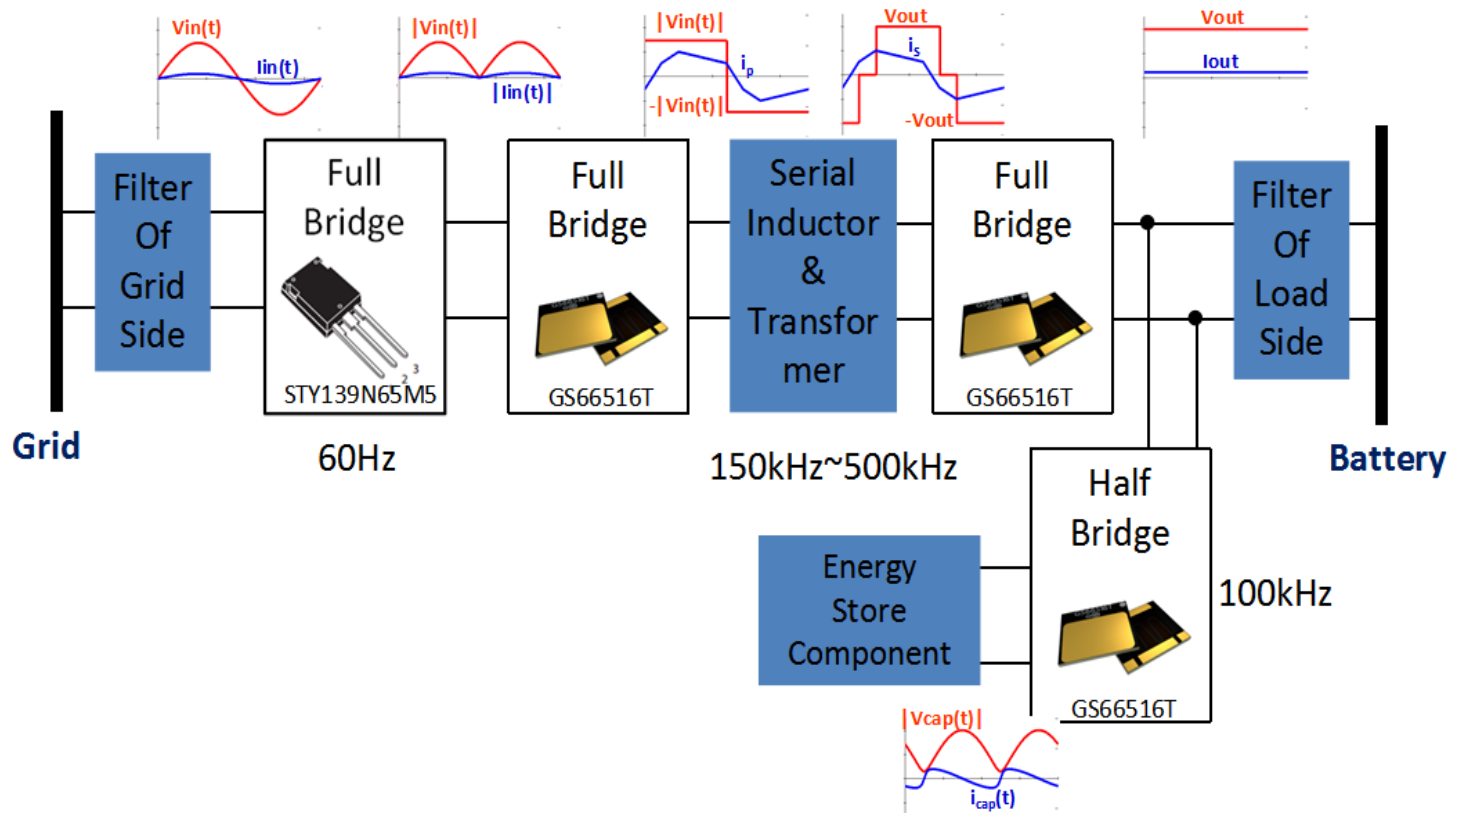 Vin(t)
Iin(t)
|Vin(t)|
|Iin(t)|
|Vin(t)|
ip
-|Vin(t)|
Vout
is
-Vout
Vout
Iout
Filter
Of
Grid
Side
Full
Bridge
STY139N65M5
Full
Bridge
GS66516T
Serial
Inductor
&
Transfor
mer
Full
Bridge
GS66516T
Filter
Of
Load
Side
Grid
60Hz
150kHz~500kHz
Battery
Half
Bridge
GS66516T
100kHz
Energy
Store
Component
|Vcap(t)|
icap(t)